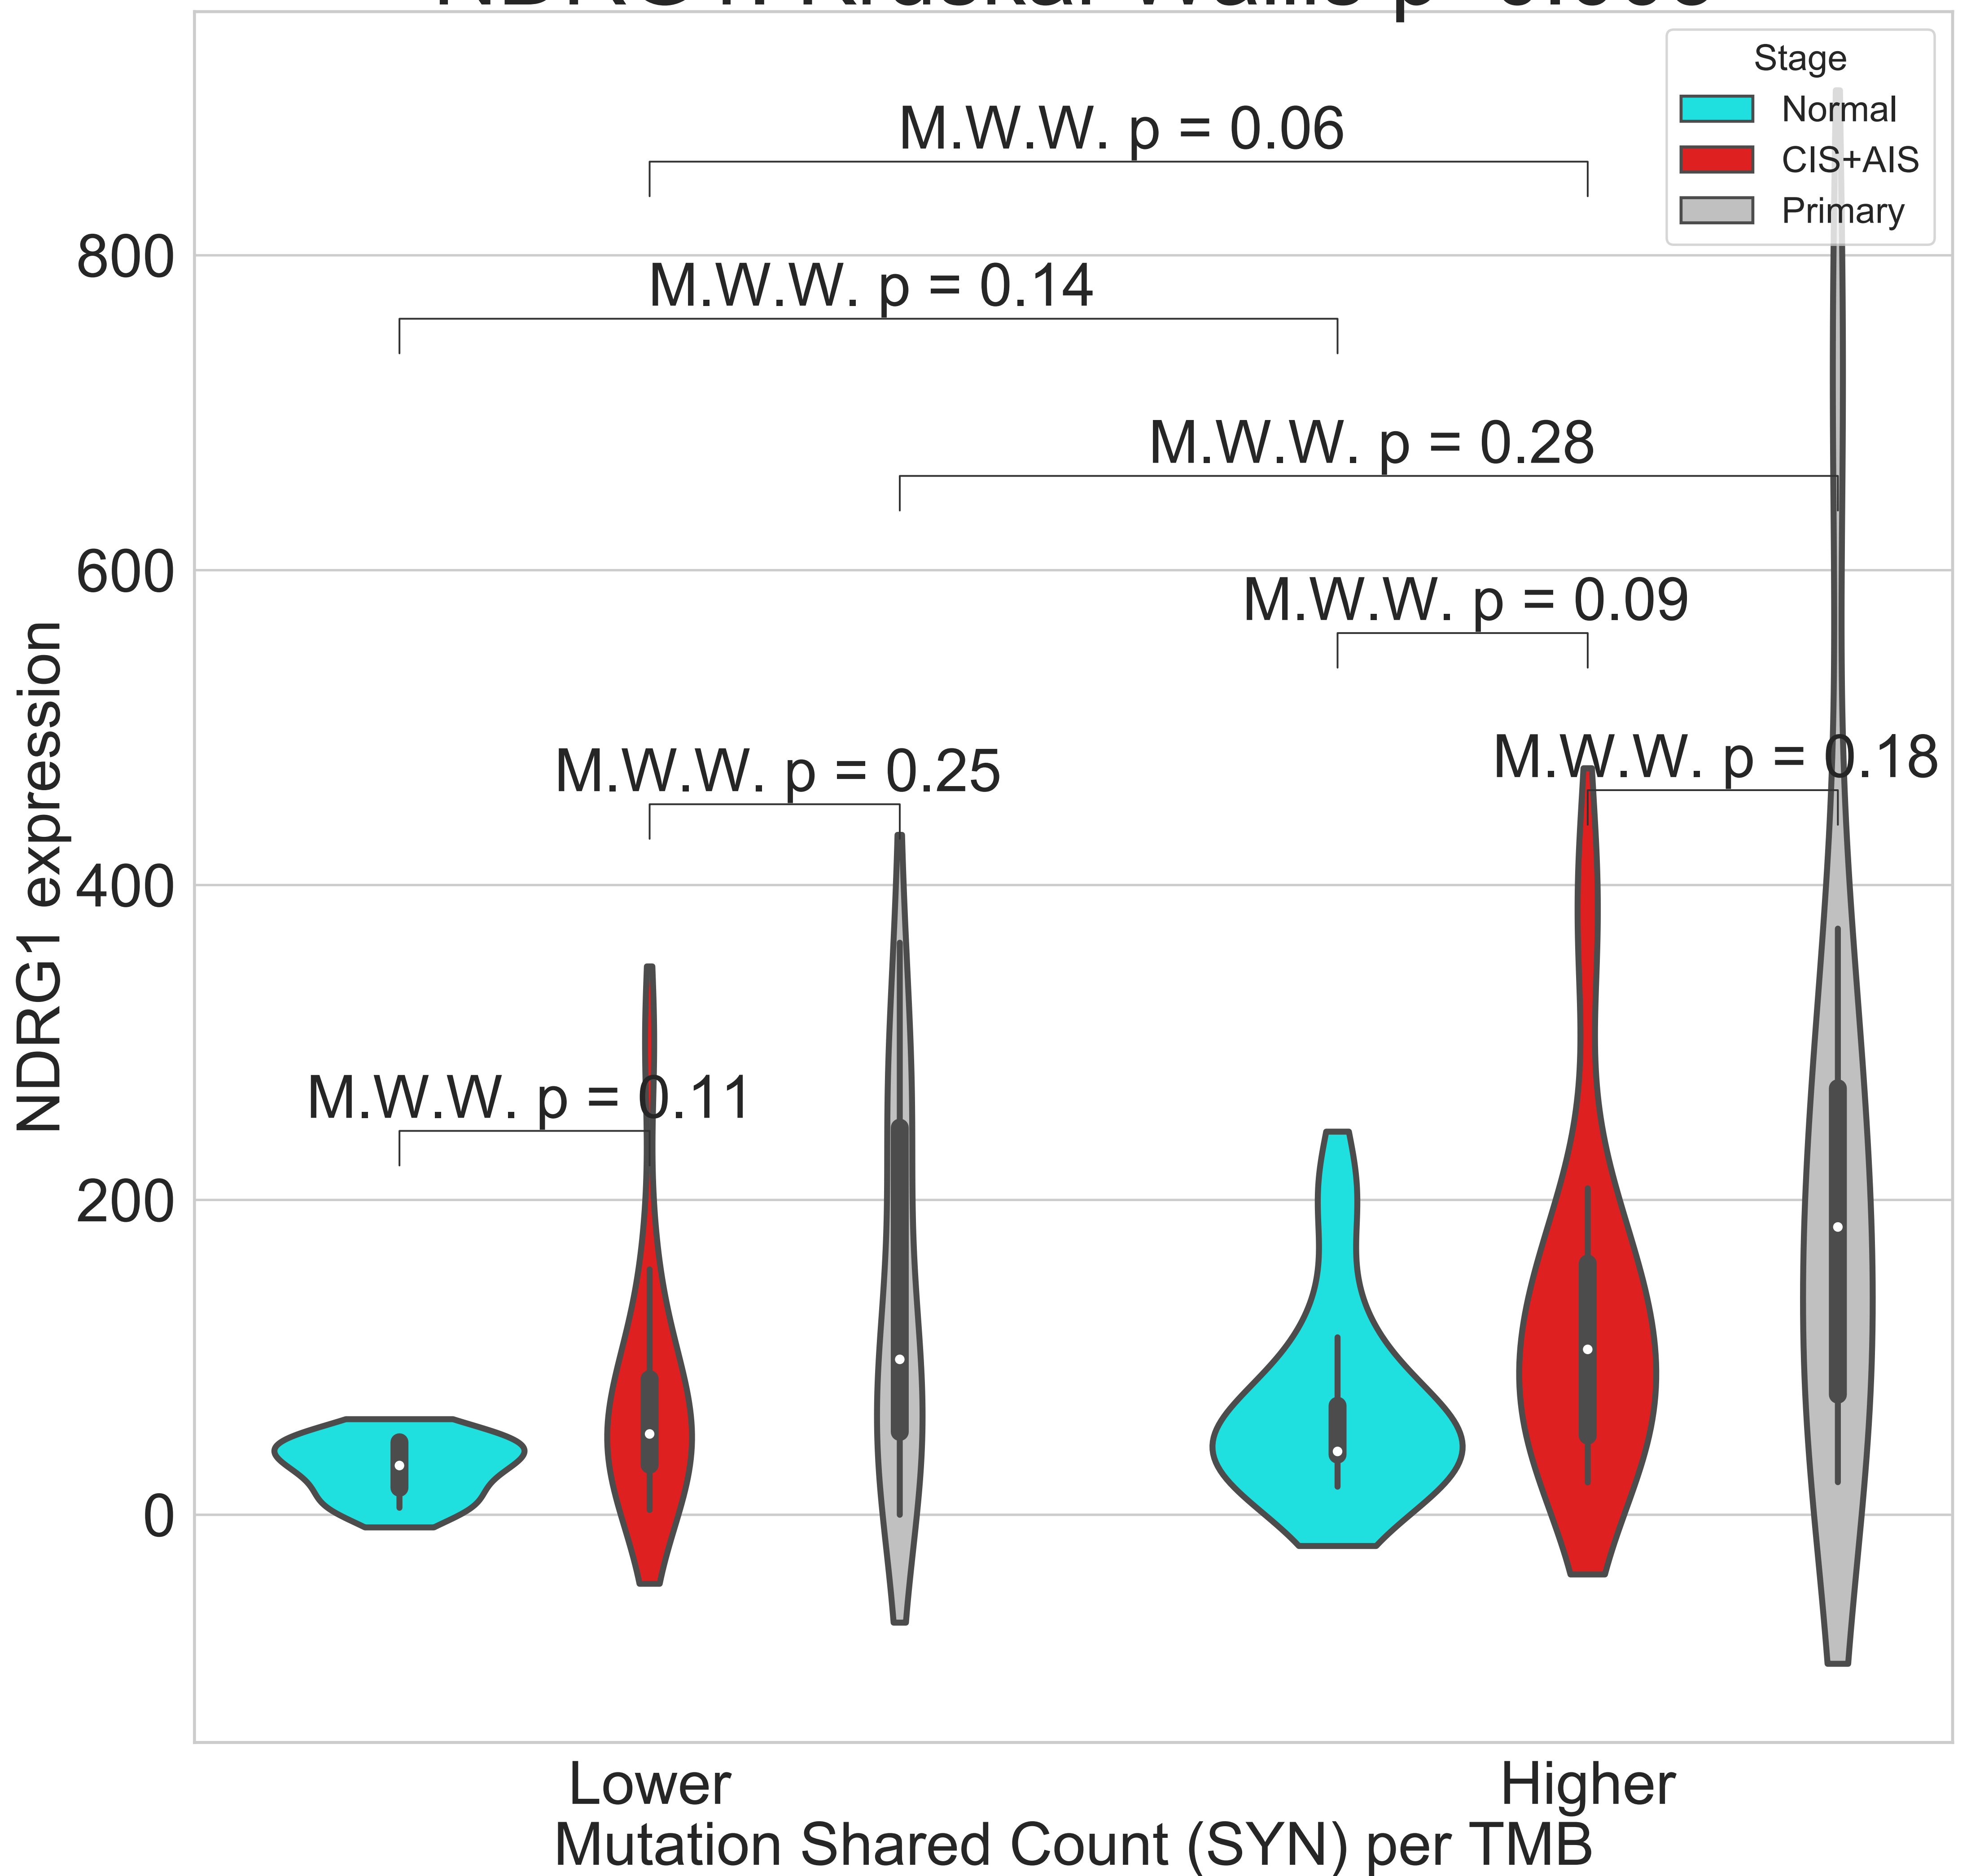 Stage
Normal
CIS+AIS
Primary
M.W.W. p = 0.06
M.W.W. p = 0.14
M.W.W. p = 0.28
M.W.W. p = 0.09
M.W.W. p = 0.18
M.W.W. p = 0.25
M.W.W. p = 0.11
800
600
400
200
0
NDRG1 expression
Lower
Higher
Mutation Shared Count (SYN) per TMB